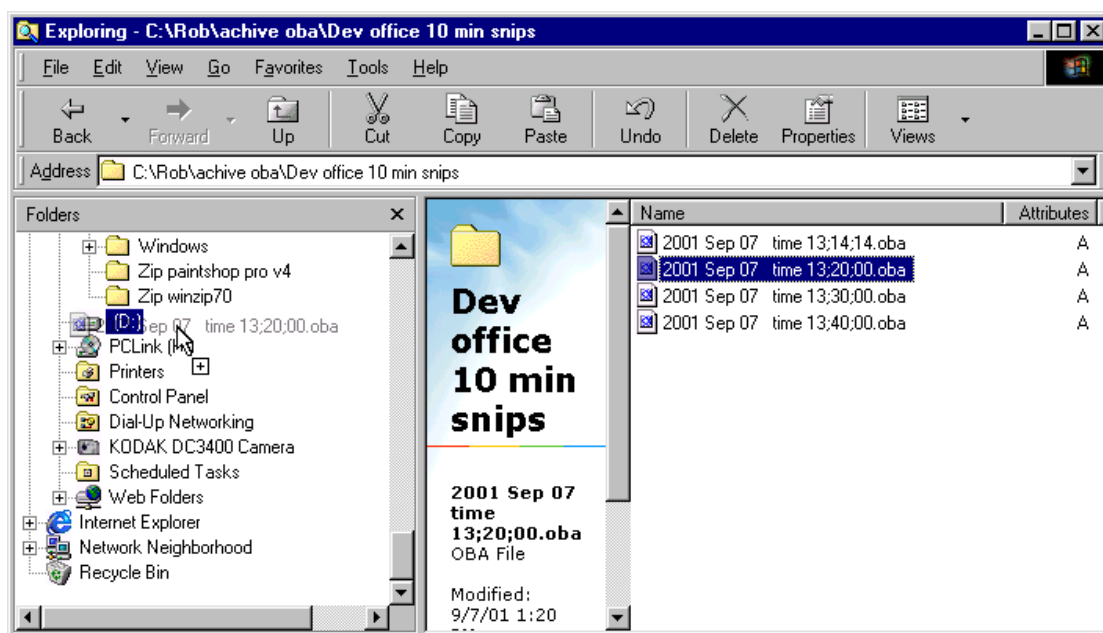 Exploring - C:\Rob\achive oba\Dev office 10 min snips
File Edit View Go Favorites Tools Help
Back Forward Up Cut Copy Paste Undo Delete Properties Views
Address C:\Rob\achive oba\Dev office 10 min snips
Folders
Windows
Zip paintshop pro v4
Zip winzip70
(D:) Sep 07 time 13;20;00.oba
PCLink
Printers
Control Panel
Dial-Up Networking
KODAK DC3400 Camera
Scheduled Tasks
Web Folders
Internet Explorer
Network Neighborhood
Recycle Bin
Dev
office
10 min
snips
2001 Sep 07
time
13;20;00.oba
OBA File
Modified:
9/7/01 1:20
Name Attributes
2001 Sep 07 time 13;14;14.oba A
2001 Sep 07 time 13;20;00.oba A
2001 Sep 07 time 13;30;00.oba A
2001 Sep 07 time 13;40;00.oba A